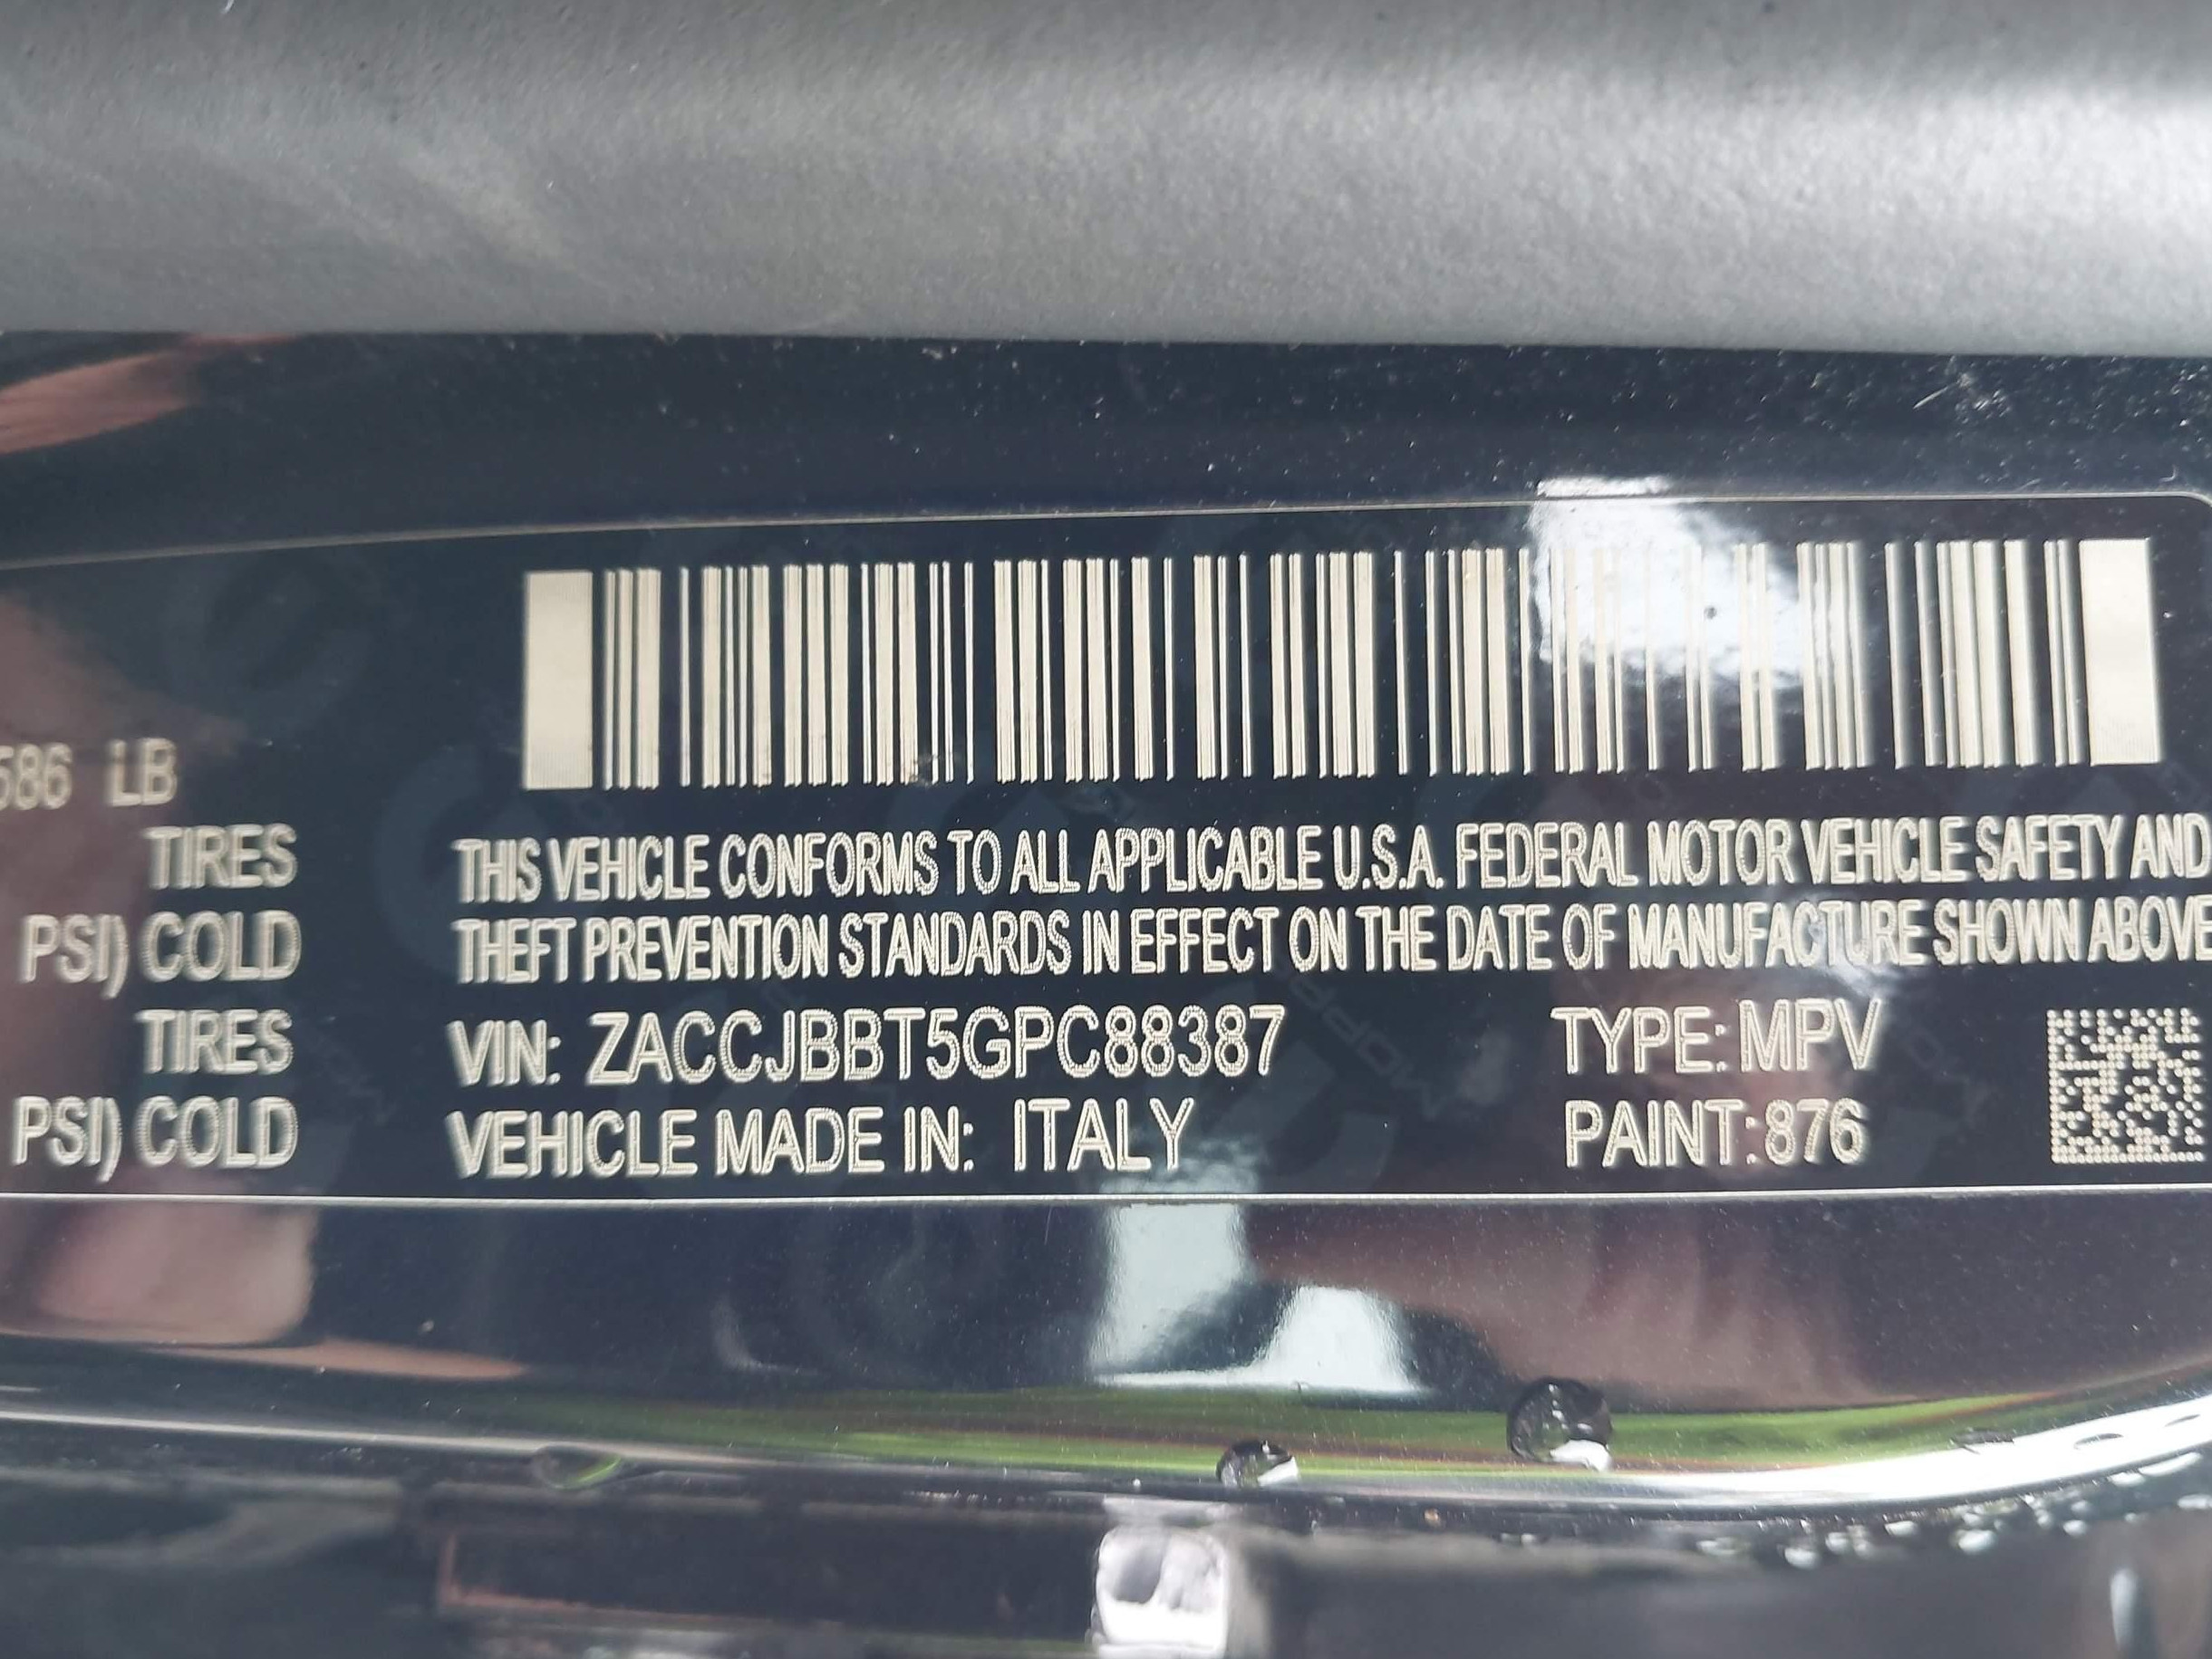 586 LB
TIRES
PSI) COLD
TIRES
PSI) COLD
THIS VEHICLE CONFORMS TO ALL APPLICABLE U.S.A. FEDERAL MOTOR VEHICLE SAFETY AND
THEFT PREVENTION STANDARDS IN EFFECT ON THE DATE OF MANUFACTURE SHOWN ABOVE
VIN: ZACCJBBT5GPC88387 TYPE: MPV
VEHICLE MADE IN: ITALY PAINT: 876